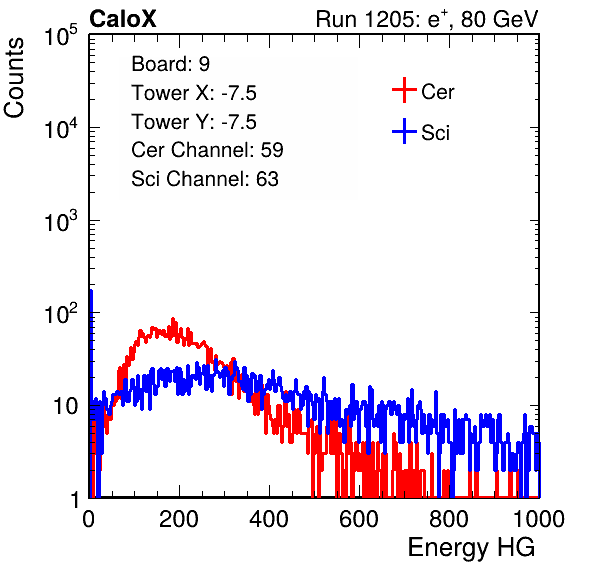 CaloX Run 1205: e⁺, 80 GeV
Counts
10⁵
10⁴
10³
10²
10
1
Board: 9
Tower X: -7.5
Tower Y: -7.5
Cer Channel: 59
Sci Channel: 63
Cer
Sci
0 200 400 600 800 1000
Energy HG